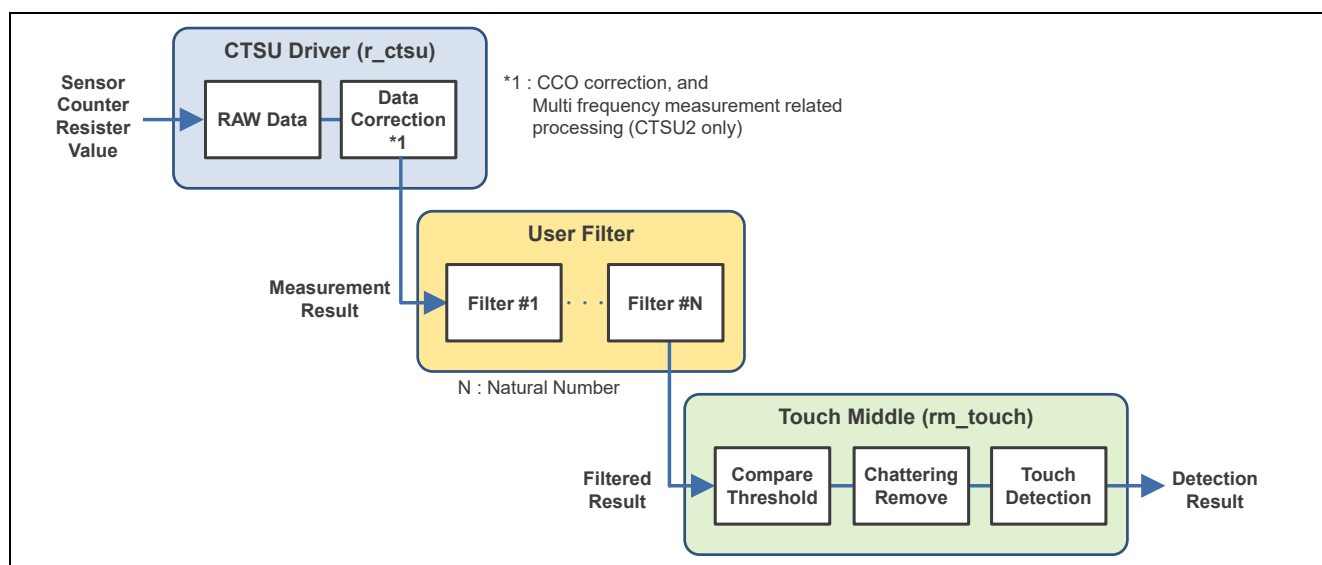 CTSU Driver (r_ctsu)
Sensor
Counter
Resister
Value
RAW Data
Data
Correction
*1
*1 : CCO correction, and
Multi frequency measurement related
processing (CTSU2 only)
User Filter
Measurement
Result
Filter #1
· · ·
Filter #N
N : Natural Number
Touch Middle (rm_touch)
Filtered
Result
Compare
Threshold
Chattering
Remove
Touch
Detection
Detection
Result